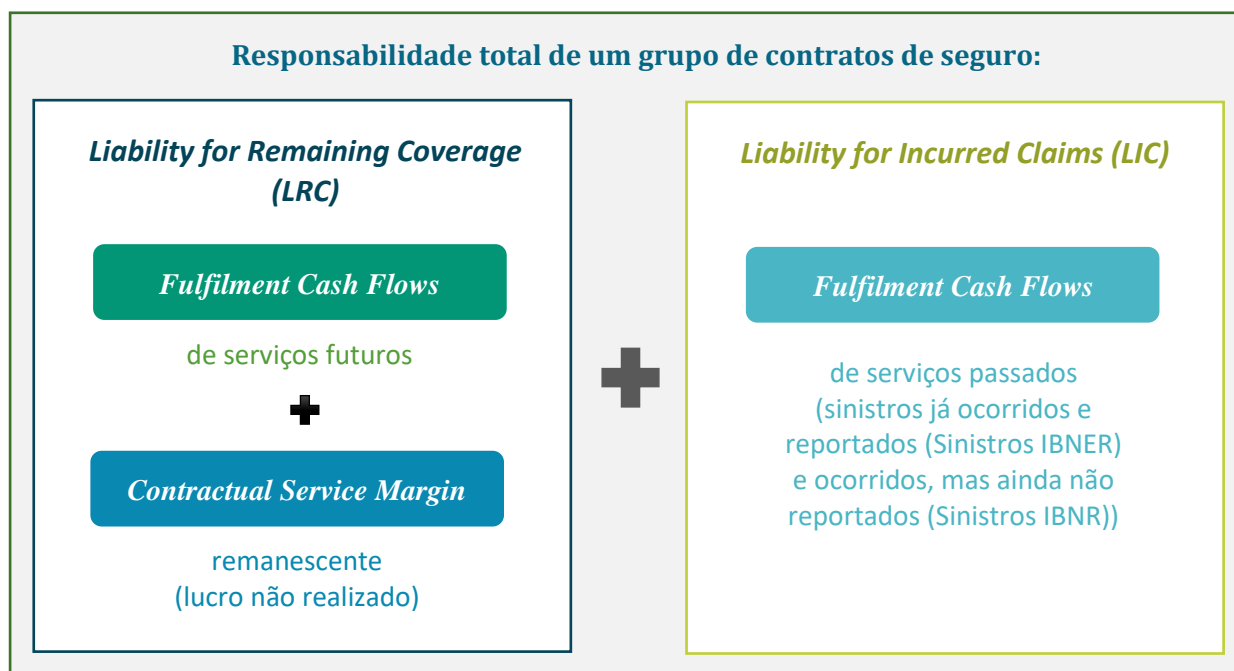 Responsabilidade total de um grupo de contratos de seguro:
Liability for Remaining Coverage
(LRC)
Fulfilment Cash Flows
de serviços futuros
Contractual Service Margin
remanescente
(lucro não realizado)
Liability for Incurred Claims (LIC)
Fulfilment Cash Flows
de serviços passados
(sinistros já ocorridos e
reportados (Sinistros IBNER)
e ocorridos, mas ainda não
reportados (Sinistros IBNR))